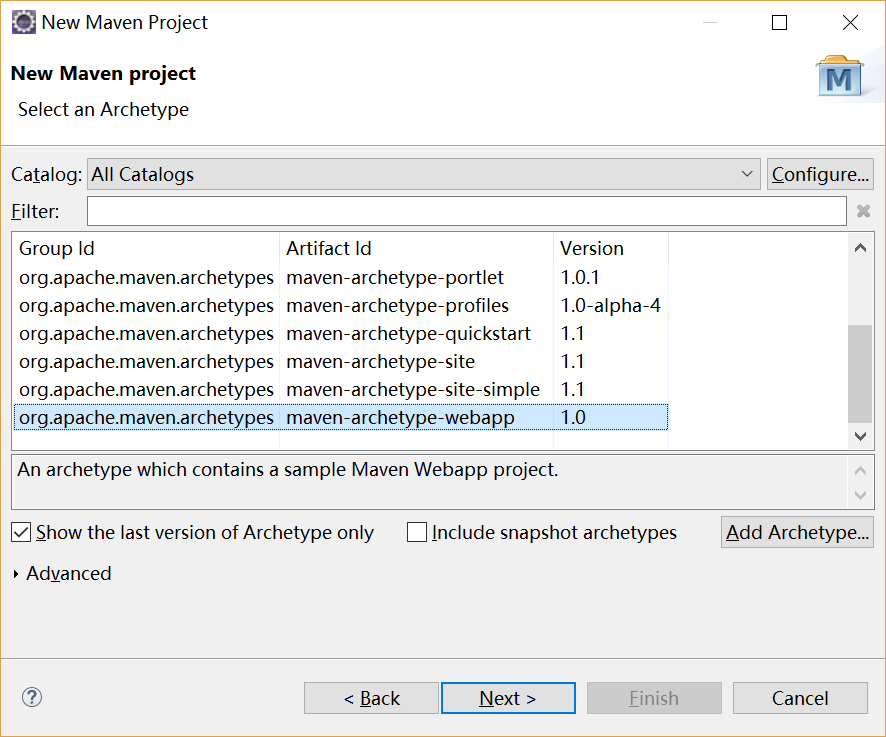 New Maven Project
New Maven project
Select an Archetype
M
Catalog: All Catalogs Configure...
Filter:
Group Id Artifact Id Version
org.apache.maven.archetypes maven-archetype-portlet 1.0.1
org.apache.maven.archetypes maven-archetype-profiles 1.0-alpha-4
org.apache.maven.archetypes maven-archetype-quickstart 1.1
org.apache.maven.archetypes maven-archetype-site 1.1
org.apache.maven.archetypes maven-archetype-site-simple 1.1
org.apache.maven.archetypes maven-archetype-webapp 1.0
An archetype which contains a sample Maven Webapp project.
Show the last version of Archetype only Include snapshot archetypes Add Archetype...
Advanced
? < Back Next > Finish Cancel